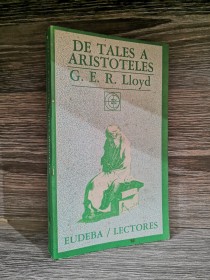 DE TALES A
ARISTOTELES
G. E. R. Lloyd
EUDEBA / LECTORES